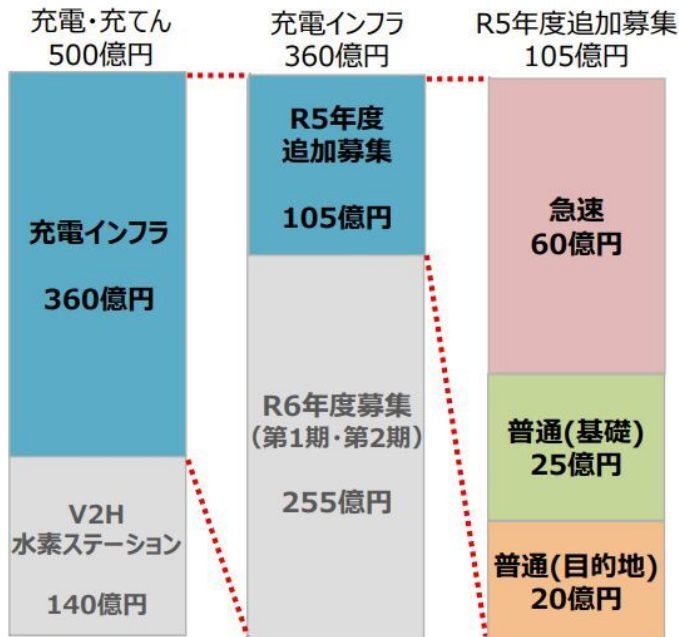 充電・充てん
500億円
充電インフラ
360億円
V2H
水素ステーション
140億円
充電インフラ
360億円
R5年度
追加募集
105億円
R6年度募集
(第1期・第2期)
255億円
R5年度追加募集
105億円
急速
60億円
普通(基礎)
25億円
普通(目的地)
20億円